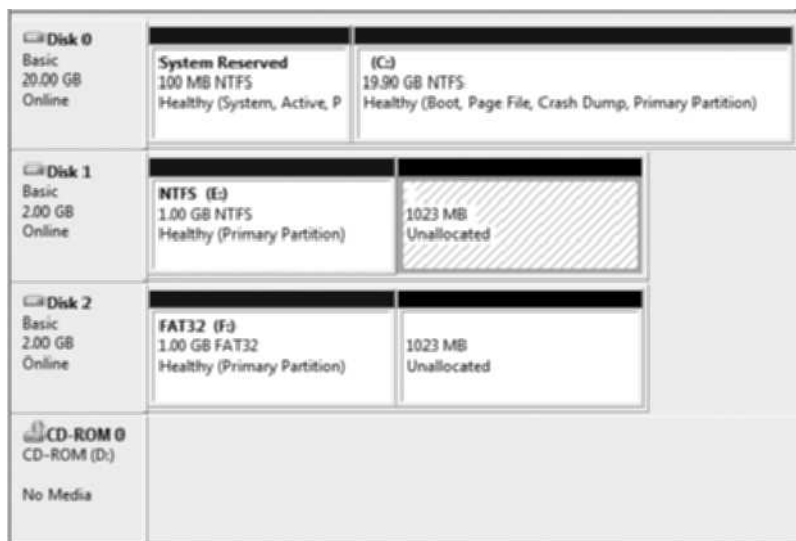 Disk 0
Basic
20.00 GB
Online
System Reserved
100 MB NTFS
Healthy (System, Active, P
(C:)
19.90 GB NTFS
Healthy (Boot, Page File, Crash Dump, Primary Partition)
Disk 1
Basic
2.00 GB
Online
NTFS (E:)
1.00 GB NTFS
Healthy (Primary Partition)
1023 MB
Unallocated
Disk 2
Basic
2.00 GB
Online
FAT32 (F:)
1.00 GB FAT32
Healthy (Primary Partition)
1023 MB
Unallocated
CD-ROM 0
CD-ROM (D:)
No Media